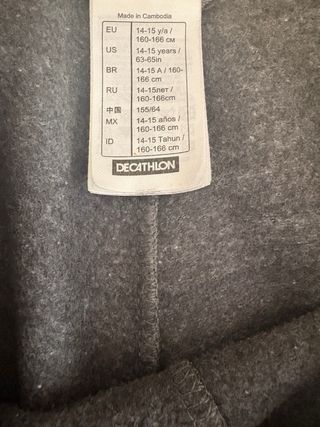 Made in Cambodia
EU 14-15 y/a /
160-166 см
US 14-15 years /
63-65in
BR 14-15 A / 160-
166 cm
RU 14-15лет /
160-166cm
中国 155/64
MX 14-15 años /
160-166 cm
ID 14-15 Tahun /
160-166 cm
DECATHLON